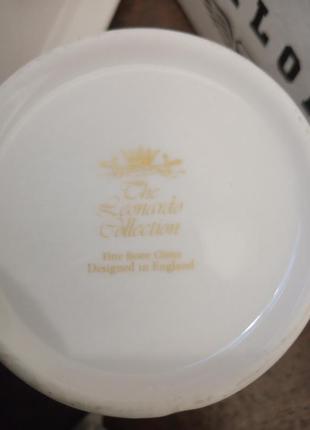 The
Leonardo
Collection
Fine Bone China
Designed in England